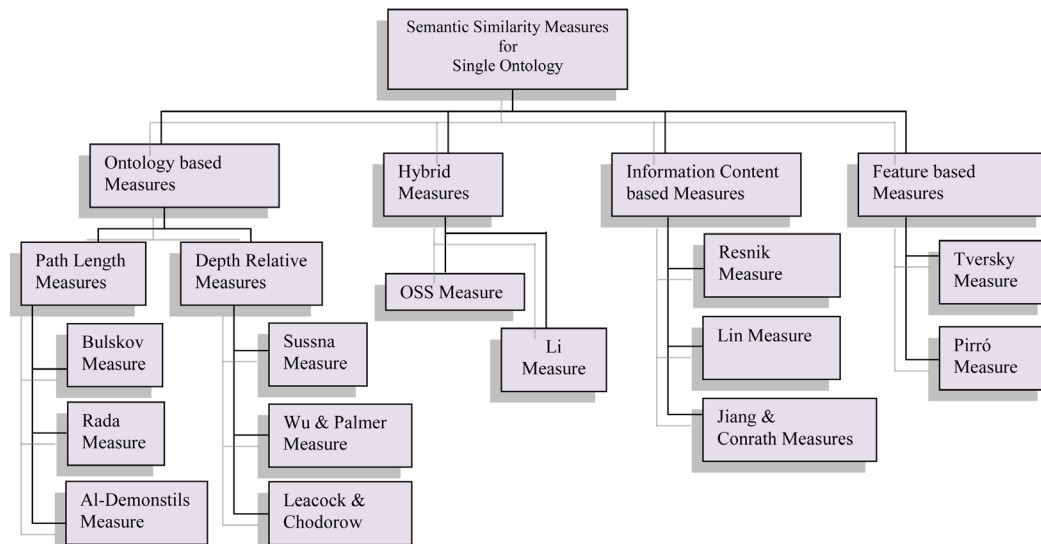 Semantic Similarity Measures
for
Single Ontology
Ontology based
Measures
Hybrid
Measures
Information Content
based Measures
Feature based
Measures
Path Length
Measures
Depth Relative
Measures
OSS Measure
Li
Measure
Resnik
Measure
Lin Measure
Jiang &
Conrath Measures
Tversky
Measure
Pirró
Measure
Bulskov
Measure
Rada
Measure
Al-Demonstils
Measure
Sussna
Measure
Wu & Palmer
Measure
Leacock &
Chodorow